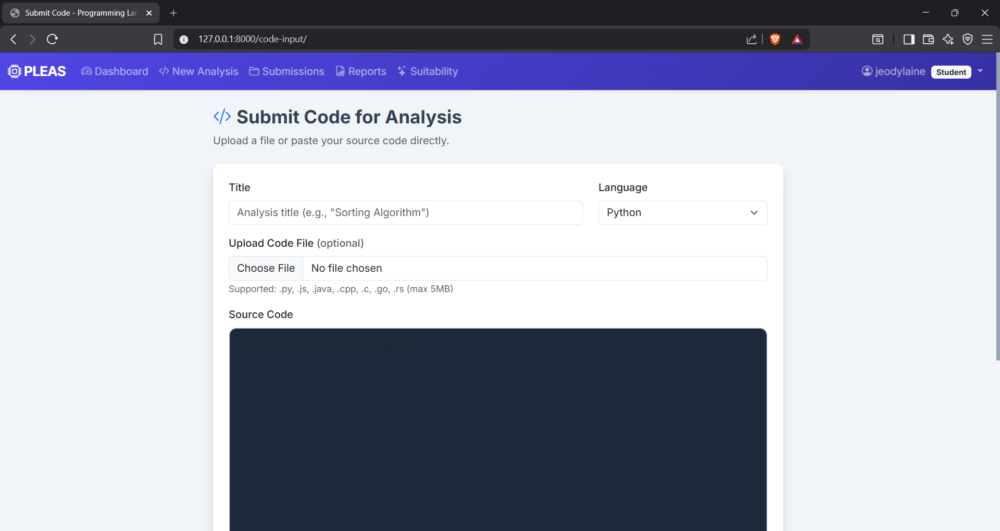 Submit Code - Programming Lan
127.0.0.1:8000/code-input/
PLEAS Dashboard New Analysis Submissions Reports Suitability jeodylaine Student
</> Submit Code for Analysis
Upload a file or paste your source code directly.
Title Language
Analysis title (e.g., "Sorting Algorithm") Python
Upload Code File (optional)
Choose File No file chosen
Supported: .py, .js, .java, .cpp, .c, .go, .rs (max 5MB)
Source Code